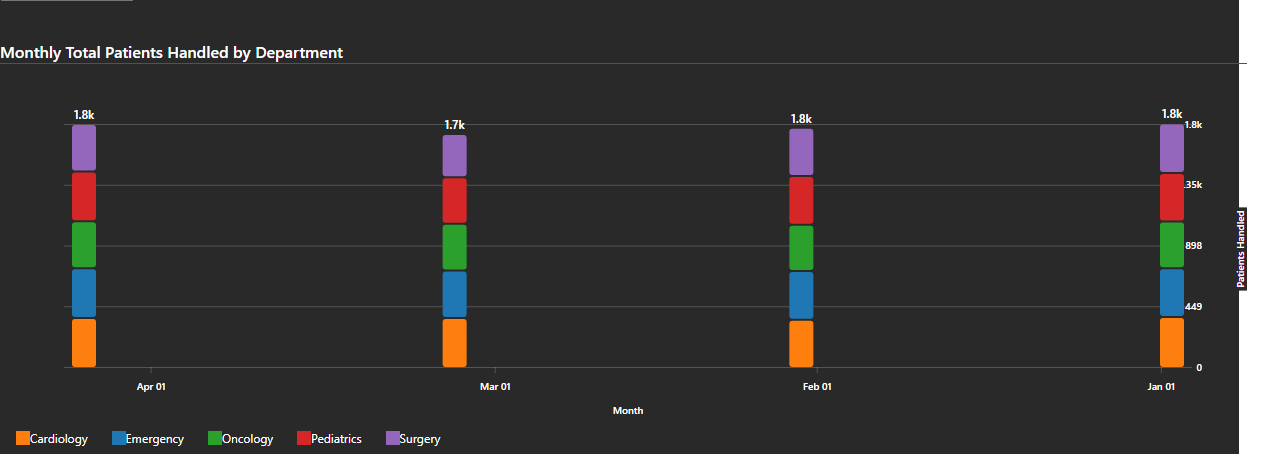 Monthly Total Patients Handled by Department
1.8k
1.7k
1.8k
1.8k
1.8k
.35k
898
449
0
Patients Handled
Apr 01
Mar 01
Feb 01
Jan 01
Month
Cardiology
Emergency
Oncology
Pediatrics
Surgery